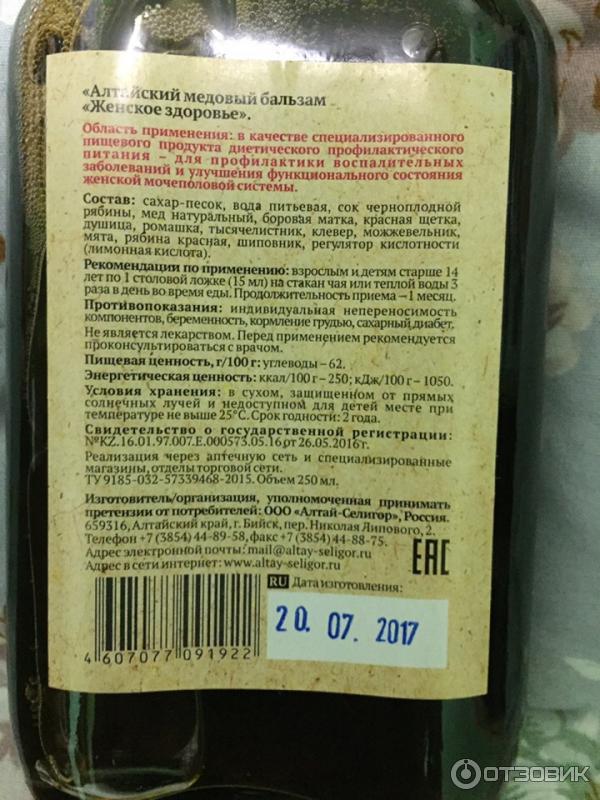 «Алтайский медовый бальзам
«Женское здоровье».
Область применения: в качестве специализированного
пищевого продукта диетического профилактического
питания – для профилактики воспалительных
заболеваний и улучшения функционального состояния
женской мочеполовой системы.
Состав: сахар-песок, вода питьевая, сок черноплодной
рябины, мед натуральный, боровая матка, красная щетка,
душица, ромашка, тысячелистник, клевер, можжевельник,
мята, рябина красная, шиповник, регулятор кислотности
(лимонная кислота).
Рекомендации по применению: взрослым и детям старше 14
лет по 1 столовой ложке (15 мл) на стакан чая или теплой воды 3
раза в день во время еды. Продолжительность приема – 1 месяц.
Противопоказания: индивидуальная непереносимость
компонентов, беременность, кормление грудью, сахарный диабет.
Не является лекарством. Перед применением рекомендуется
проконсультироваться с врачом.
Пищевая ценность, г/100 г: углеводы – 62.
Энергетическая ценность: ккал/100 г – 250; кДж/100 г – 1050.
Условия хранения: в сухом, защищенном от прямых
солнечных лучей и недоступном для детей месте при
температуре не выше 25°С. Срок годности: 2 года.
Свидетельство о государственной регистрации:
№KZ.16.01.97.007.Е.000573.05.16 от 26.05.2016г.
Реализация через аптечную сеть и специализированные
магазины, отделы торговой сети.
ТУ 9185-032-57339468-2015. Объем 250 мл.
Изготовитель/организация, уполномоченная принимать
претензии от потребителей: ООО «Алтай-Селигор», Россия.
659316, Алтайский край, г. Бийск, пер. Николая Липового, 2.
Телефон +7 (3854) 44-89-58, факс +7 (3854) 44-88-75.
Адрес электронной почты: mail@altay-seligor.ru
Адрес в сети интернет: www.altay-seligor.ru
EAC
RU Дата изготовления:
20. 07. 2017
4 607077 091922
ОТЗОВИК